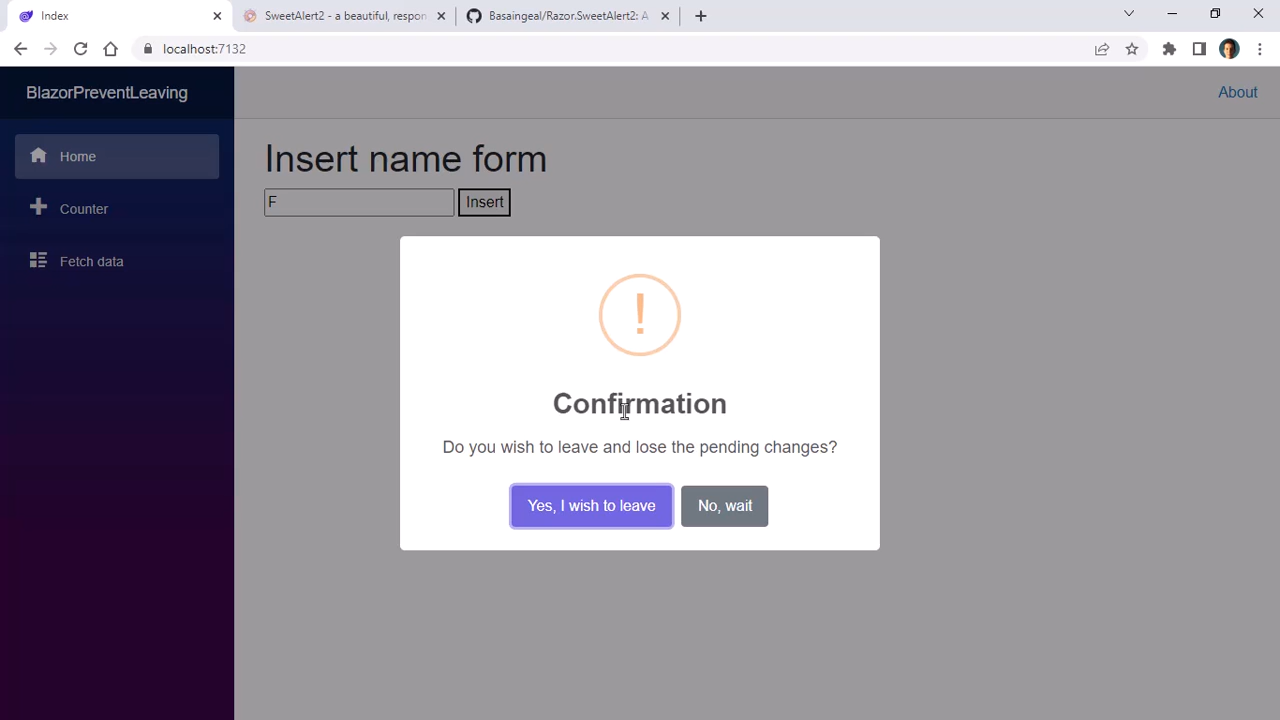 Index
SweetAlert2 - a beautiful, respon
Basaingeal/Razor.SweetAlert2: A
localhost:7132
BlazorPreventLeaving
About
Home
Counter
Fetch data
Insert name form
F
Insert
!
Confirmation
Do you wish to leave and lose the pending changes?
Yes, I wish to leave
No, wait